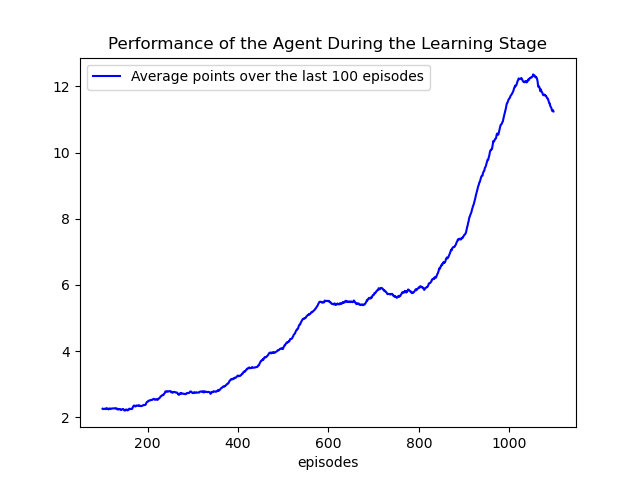 Performance of the Agent During the Learning Stage
Average points over the last 100 episodes
12
10
8
6
4
2
200 400 600 800 1000
episodes